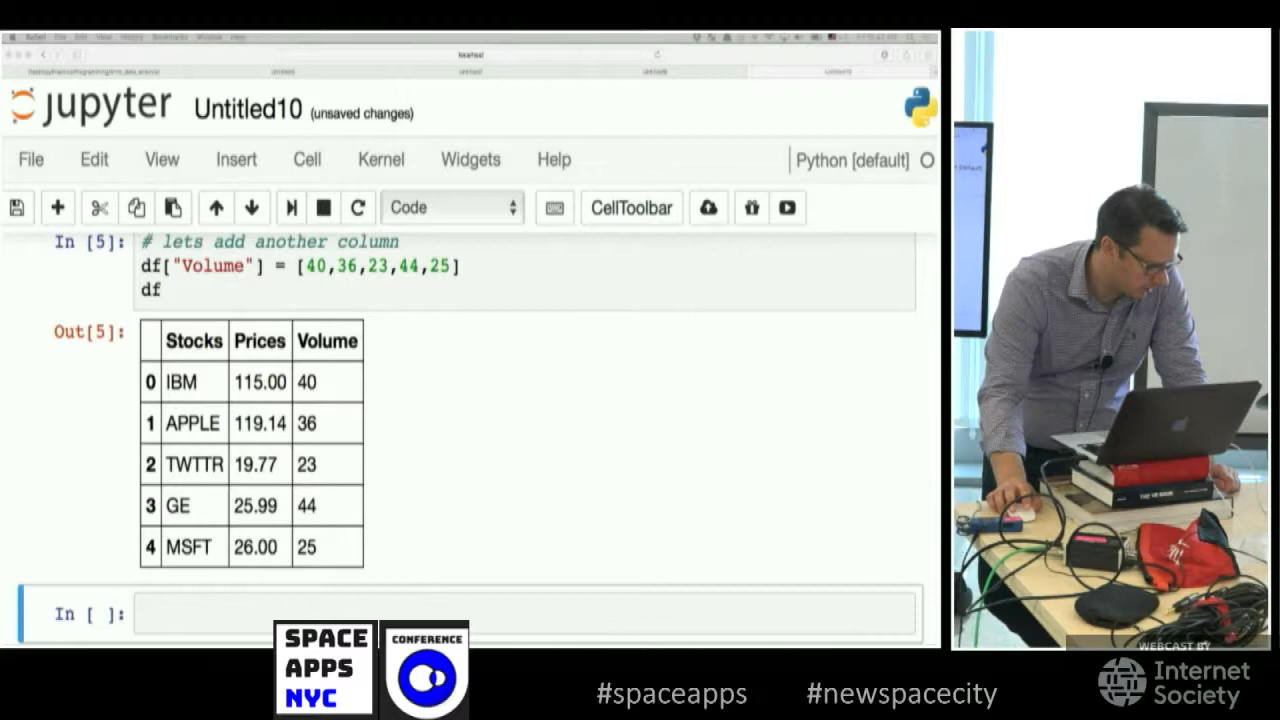 localhost
jupyter Untitled10 (unsaved changes)
File Edit View Insert Cell Kernel Widgets Help Python [default]
Code CellToolbar
In [5]: # lets add another column
df["Volume"] = [40,36,23,44,25]
df
Out[5]:
Stocks Prices Volume
0 IBM 115.00 40
1 APPLE 119.14 36
2 TWTTR 19.77 23
3 GE 25.99 44
4 MSFT 26.00 25
In [ ]:
SPACE
APPS
NYC
CONFERENCE
#spaceapps #newspacecity
WEBCAST BY
Internet
Society